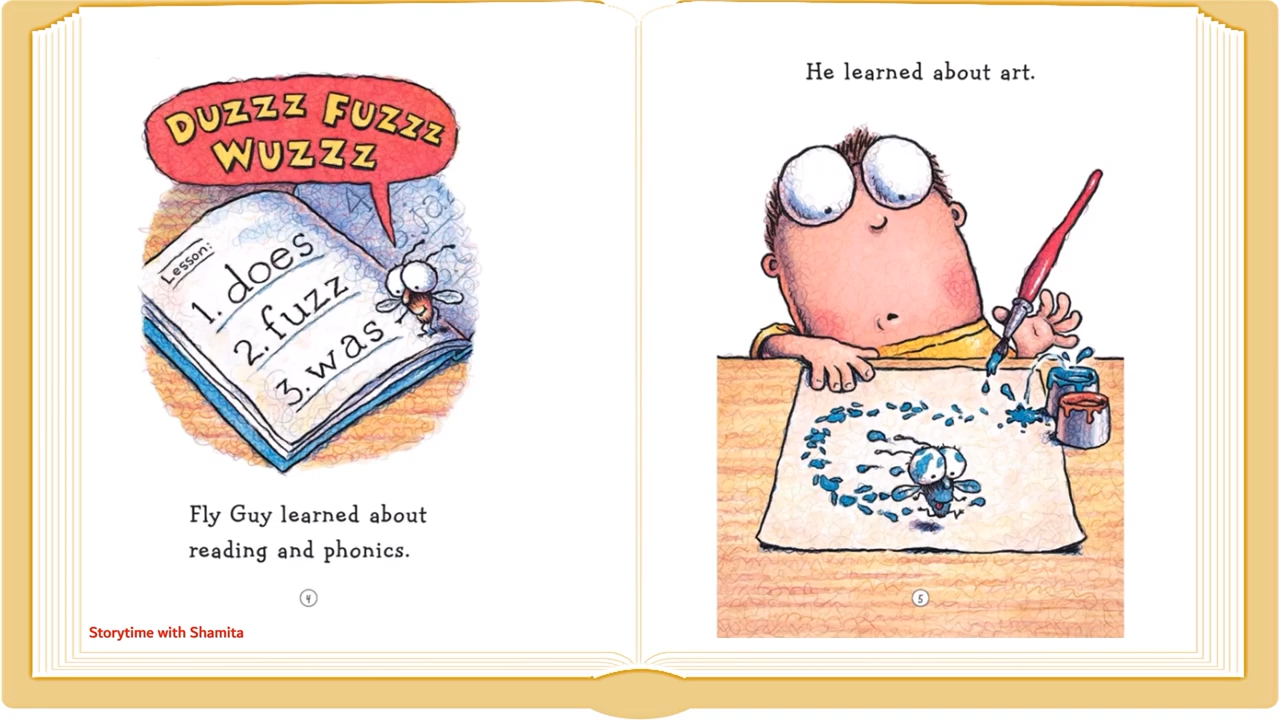 DUZZZ FUZZZ
WUZZZ
Lesson:
1. does
2. fuzz
3. was
Fly Guy learned about
reading and phonics.
4
Storytime with Shamita
He learned about art.
5